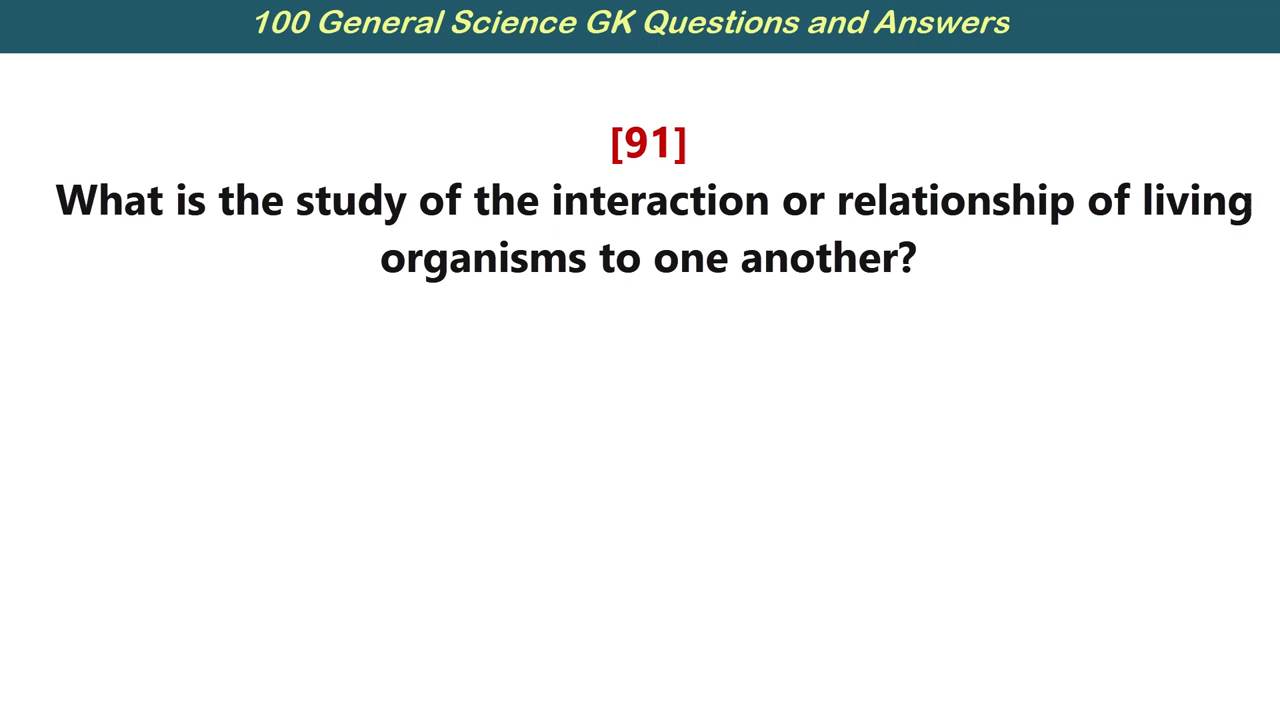 100 General Science GK Questions and Answers
[91]
What is the study of the interaction or relationship of living
organisms to one another?